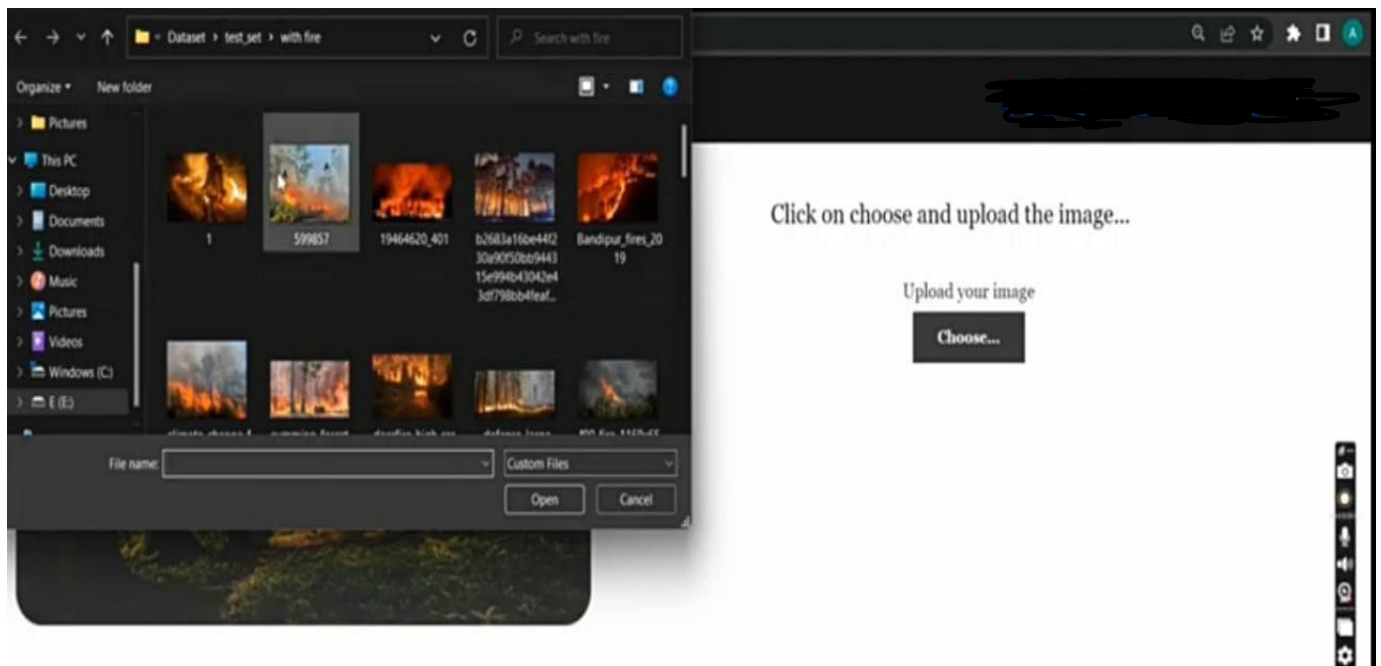 Dataset > test_set > with fire
Search with fire
Organize
New folder
Pictures
This PC
Desktop
Documents
Downloads
Music
Pictures
Videos
Windows (C:)
E (E:)
1
599857
19464620_401
b2683a16be44f2
30a90f50bb9443
15e994b43042e4
3df798bb4feaf...
Bandipur_fires_20
19
File name:
Custom Files
Open
Cancel
A
Click on choose and upload the image...
Upload your image
Choose...